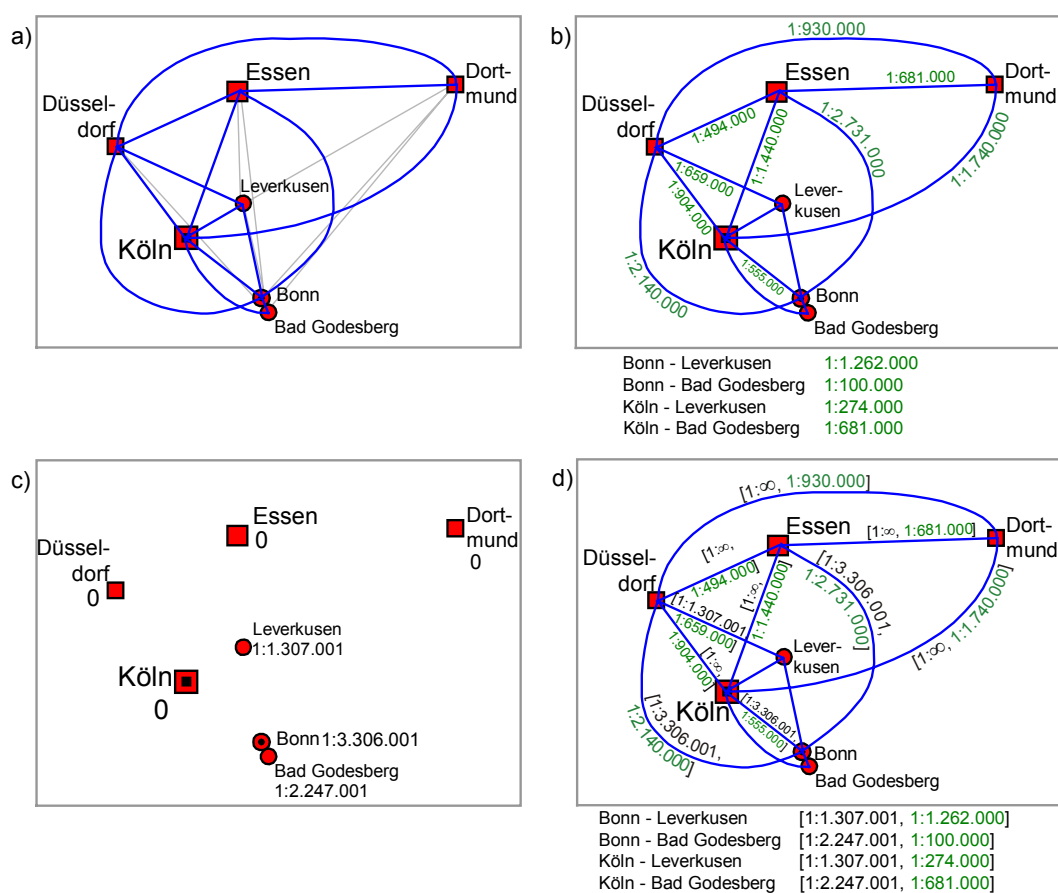 a)
Essen
Dort-
mund
Düssel-
dorf
Leverkusen
Köln
Bonn
Bad Godesberg
b)
1:930.000
Essen
1:681.000
Dort-
mund
Düssel-
dorf
1:494.000
1:2.731.000
1:1.440.000
1:1.740.000
1:659.000
Lever-
kusen
1:904.000
Köln
1:555.000
1:2.140.000
Bonn
Bad Godesberg
Bonn - Leverkusen 1:1.262.000
Bonn - Bad Godesberg 1:100.000
Köln - Leverkusen 1:274.000
Köln - Bad Godesberg 1:681.000
c)
Essen
0
Dort-
mund
0
Düssel-
dorf
0
Leverkusen
1:1.307.001
Köln
0
Bonn 1:3.306.001
Bad Godesberg
1:2.247.001
d)
[1:∞, 1:930.000]
Essen
[1:∞, 1:681.000]
Dort-
mund
Düssel-
dorf
[1:∞,
1:494.000]
[1:3.306.001,
1:2.731.000]
[1:∞,
1:1.440.000]
[1:∞, 1:1.740.000]
[1:1.307.001,
1:659.000]
Lever-
kusen
[1:∞,
1:904.000]
Köln
[1:3.306.001,
1:555.000]
[1:3.306.001,
1:2.140.000]
Bonn
Bad Godesberg
Bonn - Leverkusen [1:1.307.001, 1:1.262.000]
Bonn - Bad Godesberg [1:2.247.001, 1:100.000]
Köln - Leverkusen [1:1.307.001, 1:274.000]
Köln - Bad Godesberg [1:2.247.001, 1:681.000]